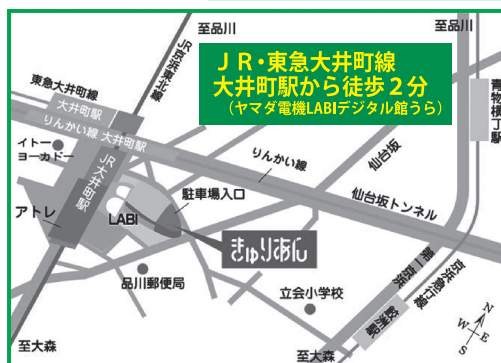 至品川
至品川
JR・東急大井町線
大井町駅から徒歩2分
(ヤマダ電機LABIデジタル館うら)
JR京浜東北線
東急大井町線
大井町駅
りんかい線 大井町駅
イトー
ヨーカドー
JR大井町駅
青物横丁駅
仙台坂
りんかい線
仙台坂トンネル
駐車場入口
アトレ
LABI
きゅりあん
品川郵便局
立会小学校
第一京浜
京浜急行線
鮫洲駅
至大森
至大森
N
W
E
S